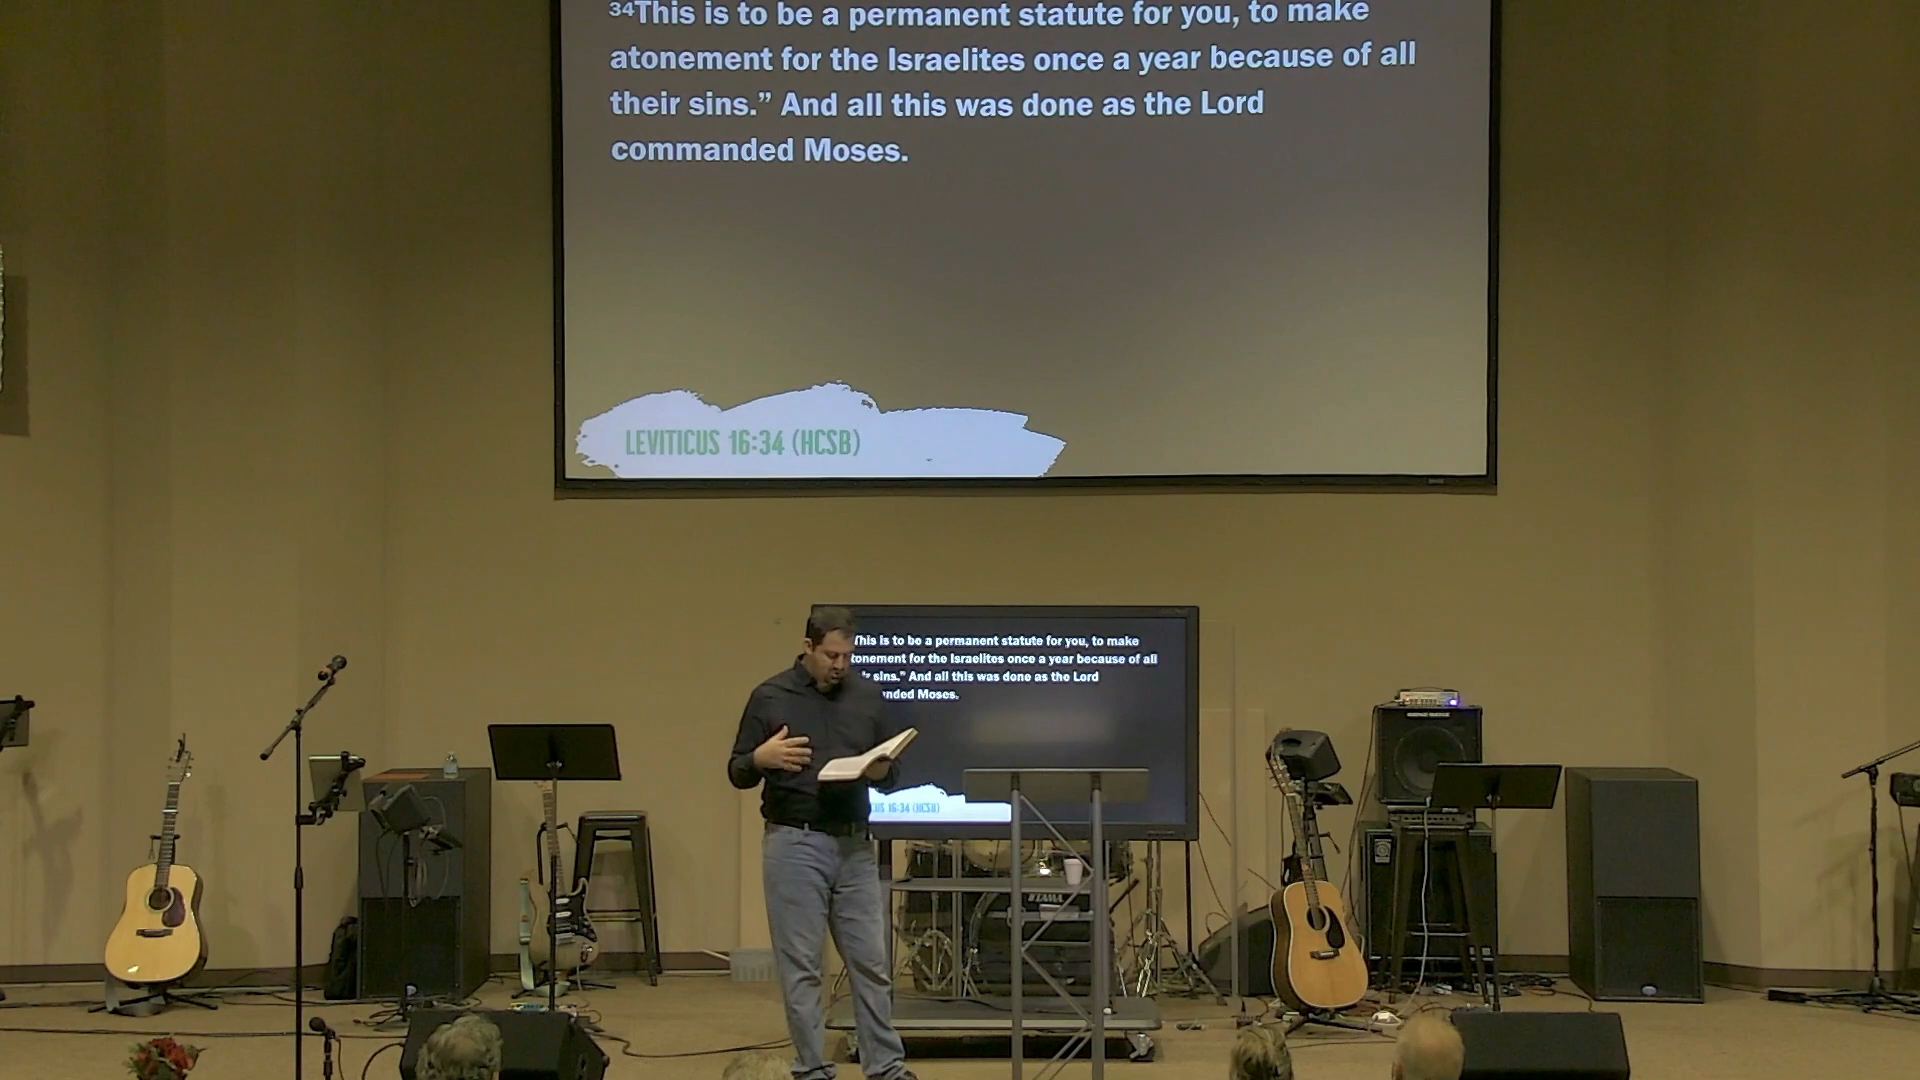 34This is to be a permanent statute for you, to make
atonement for the Israelites once a year because of all
their sins.” And all this was done as the Lord
commanded Moses.
LEVITICUS 16:34 (HCSB)
This is to be a permanent statute for you, to make
tonement for the Israelites once a year because of all
ir sins.” And all this was done as the Lord
nded Moses.
CUS 16:34 (HCSB)
TAMA